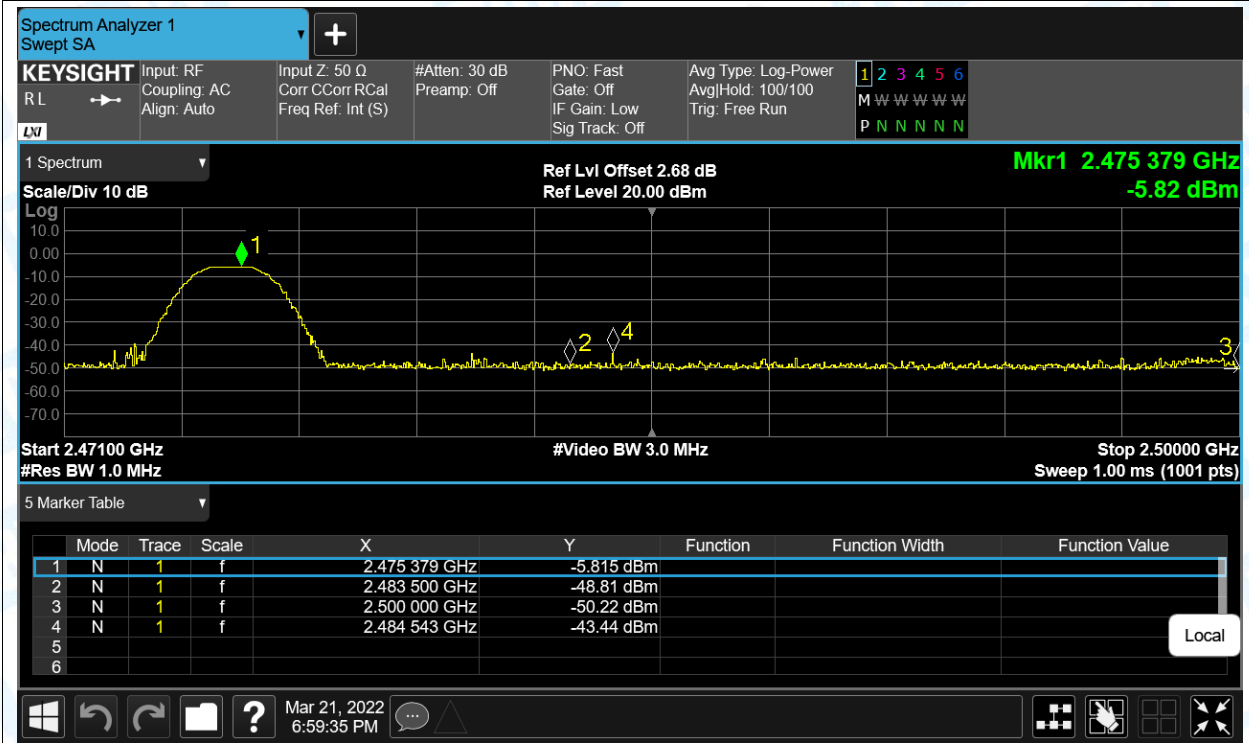 Spectrum Analyzer 1
Swept SA
+
KEYSIGHT
R L
LXI
Input: RF
Coupling: AC
Align: Auto
Input Z: 50 Ω
Corr CCorr RCal
Freq Ref: Int (S)
#Atten: 30 dB
Preamp: Off
PNO: Fast
Gate: Off
IF Gain: Low
Sig Track: Off
Avg Type: Log-Power
Avg|Hold: 100/100
Trig: Free Run
1 2 3 4 5 6
M W W W W W
P N N N N N
1 Spectrum
Scale/Div 10 dB
Ref Lvl Offset 2.68 dB
Ref Level 20.00 dBm
Mkr1 2.475 379 GHz
-5.82 dBm
Log
10.0
0.00
-10.0
-20.0
-30.0
-40.0
-50.0
-60.0
-70.0
1
2
4
3
Start 2.47100 GHz
#Res BW 1.0 MHz
#Video BW 3.0 MHz
Stop 2.50000 GHz
Sweep 1.00 ms (1001 pts)
5 Marker Table
Mode Trace Scale X Y Function Function Width Function Value
1 N 1 f 2.475 379 GHz -5.815 dBm
2 N 1 f 2.483 500 GHz -48.81 dBm
3 N 1 f 2.500 000 GHz -50.22 dBm
4 N 1 f 2.484 543 GHz -43.44 dBm
5
6
Local
?
Mar 21, 2022
6:59:35 PM